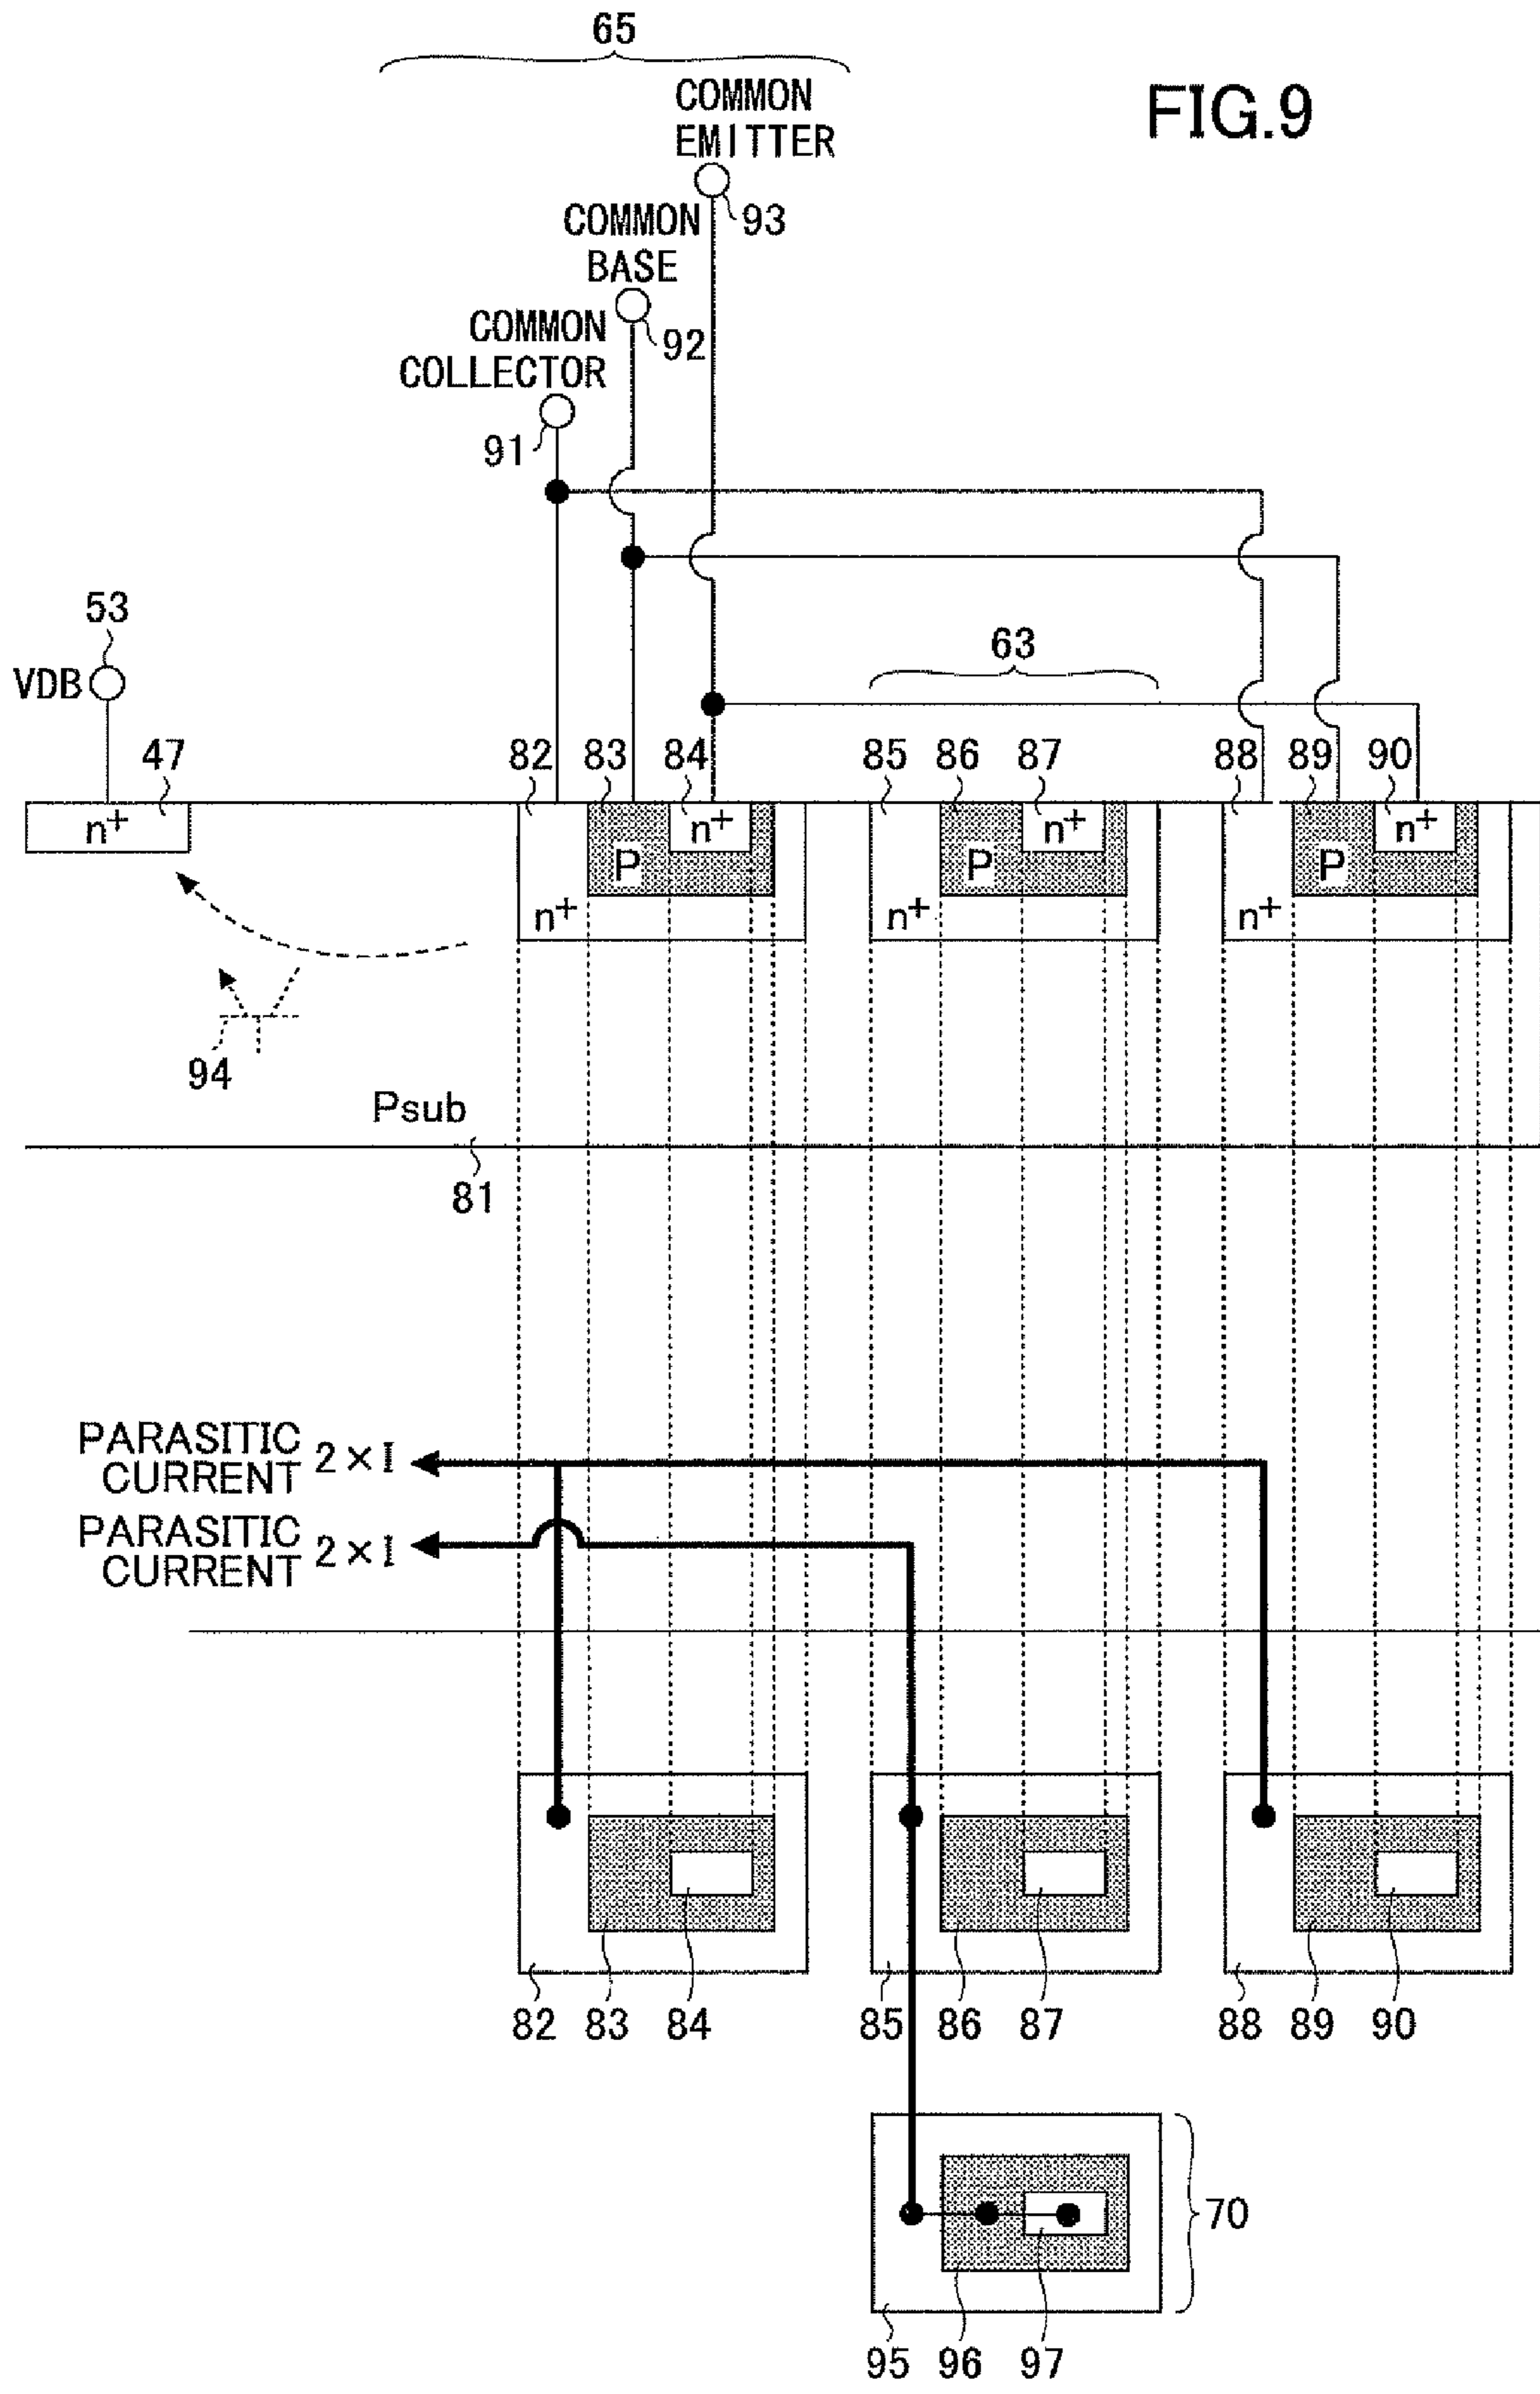 65
FIG.9
COMMON
EMITTER
93
COMMON
BASE
92
COMMON
COLLECTOR
91
53
VDB
63
47
82
83
84
85
86
87
88
89
90
n+
n+
n+
n+
P
P
P
n+
n+
n+
94
Psub
81
PARASITIC
CURRENT
2×I
PARASITIC
CURRENT
2×I
82
83
84
85
86
87
88
89
90
70
95
96
97